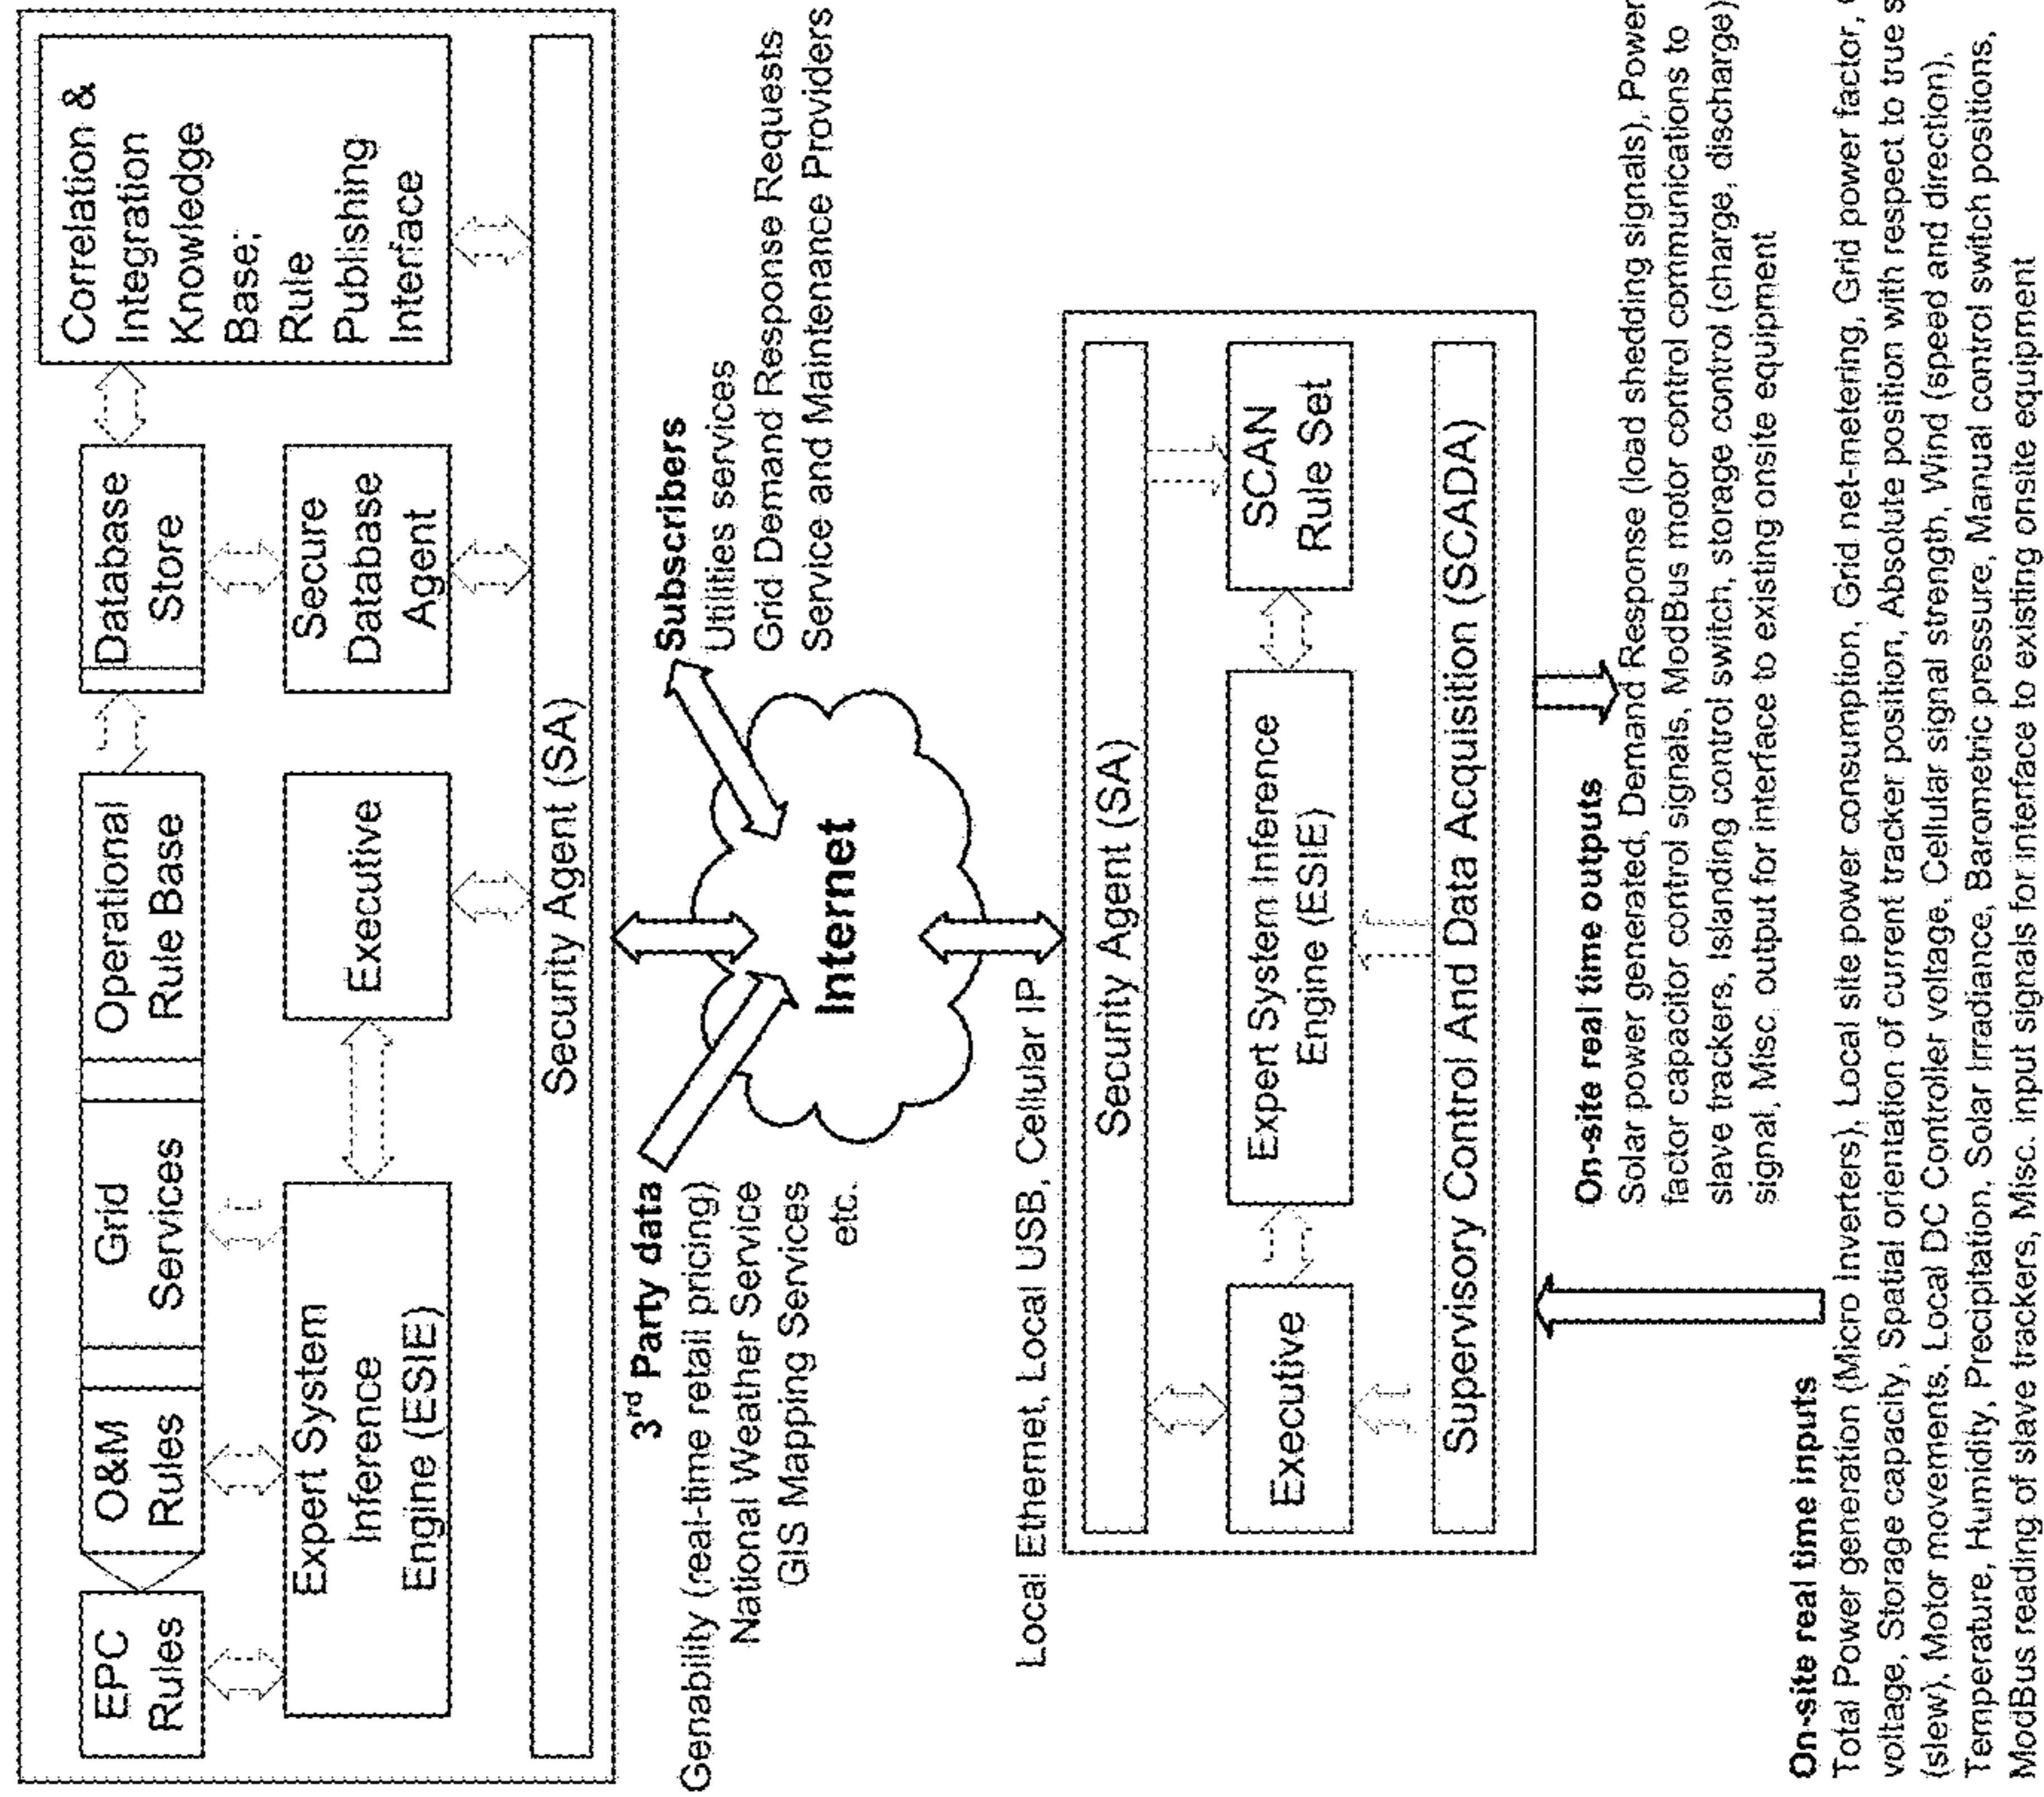 EPC
Rules
O&M
Rules
Grid
Services
Operational
Rule Base
Database
Store
Correlation &
Integration
Knowledge
Base;
Rule
Publishing
Interface
Expert System
Inference
Engine (ESIE)
Executive
Secure
Database
Agent
Security Agent (SA)
3rd Party data
Genability (real-time retail pricing)
National Weather Service
GIS Mapping Services
etc.
Internet
Subscribers
Utilities services
Grid Demand Response Requests
Service and Maintenance Providers
Local Ethernet, Local USB, Cellular IP
Security Agent (SA)
Executive
Expert System Inference
Engine (ESIE)
SCAN
Rule Set
Supervisory Control And Data Acquisition (SCADA)
On-site real time outputs
Solar power generated, Demand Response (load shedding signals), Power
factor capacitor control signals, ModBus motor control communications to
slave trackers, Islanding control switch, storage control (charge, discharge)
signal, Misc. output for interface to existing onsite equipment
On-site real time inputs
Total Power generation (Micro Inverters), Local site power consumption, Grid net-metering, Grid power factor,
voltage, Storage capacity, Spatial orientation of current tracker position, Absolute position with respect to true
(slew), Motor movements, Local DC Controller voltage, Cellular signal strength, Wind (speed and direction),
Temperature, Humidity, Precipitation, Solar Irradiance, Barometric pressure, Manual control switch positions,
ModBus reading of slave trackers, Misc. input signals for interface to existing onsite equipment